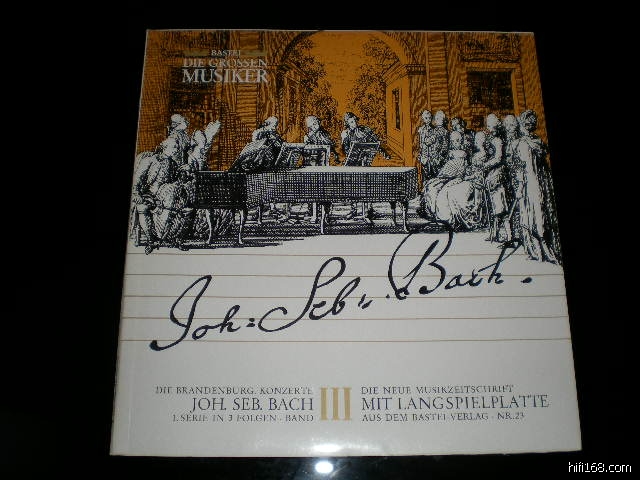 BASTEI
DIE GROSSEN
MUSIKER
Joh: Seb: Bach.
DIE BRANDENBURG. KONZERTE
JOH. SEB. BACH
1. SERIE IN 3 FOLGEN · BAND
III
DIE NEUE MUSIKZEITSCHRIFT
MIT LANGSPIELPLATTE
AUS DEM BASTEI-VERLAG · NR.23
hifi168.com